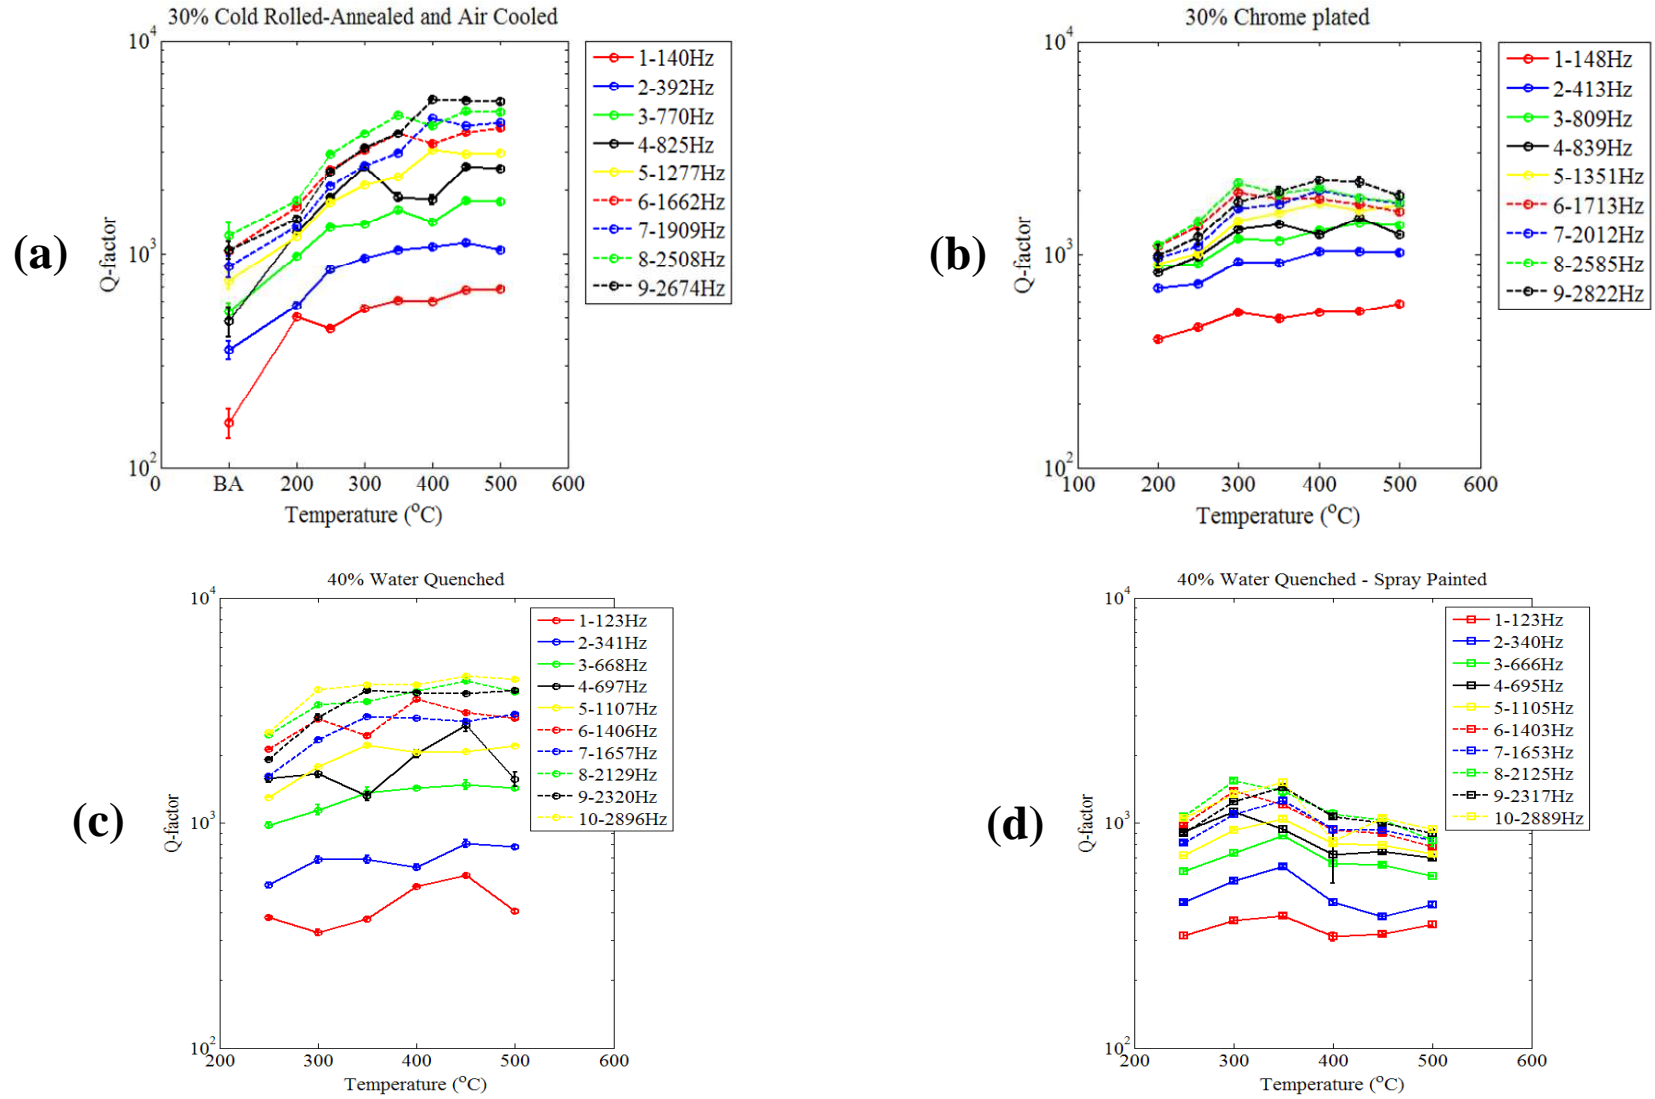 30% Cold Rolled-Annealed and Air Cooled
(a)
Q-factor
10^4
10^3
10^2
0 BA 200 300 400 500 600
Temperature (°C)
1-140Hz
2-392Hz
3-770Hz
4-825Hz
5-1277Hz
6-1662Hz
7-1909Hz
8-2508Hz
9-2674Hz
30% Chrome plated
(b)
Q-factor
10^4
10^3
10^2
100 200 300 400 500 600
Temperature (°C)
1-148Hz
2-413Hz
3-809Hz
4-839Hz
5-1351Hz
6-1713Hz
7-2012Hz
8-2585Hz
9-2822Hz
40% Water Quenched
(c)
Q-factor
10^4
10^3
10^2
200 300 400 500 600
Temperature (°C)
1-123Hz
2-341Hz
3-668Hz
4-697Hz
5-1107Hz
6-1406Hz
7-1657Hz
8-2129Hz
9-2320Hz
10-2896Hz
40% Water Quenched - Spray Painted
(d)
Q-factor
10^4
10^3
10^2
200 300 400 500 600
Temperature (°C)
1-123Hz
2-340Hz
3-666Hz
4-695Hz
5-1105Hz
6-1403Hz
7-1653Hz
8-2125Hz
9-2317Hz
10-2889Hz